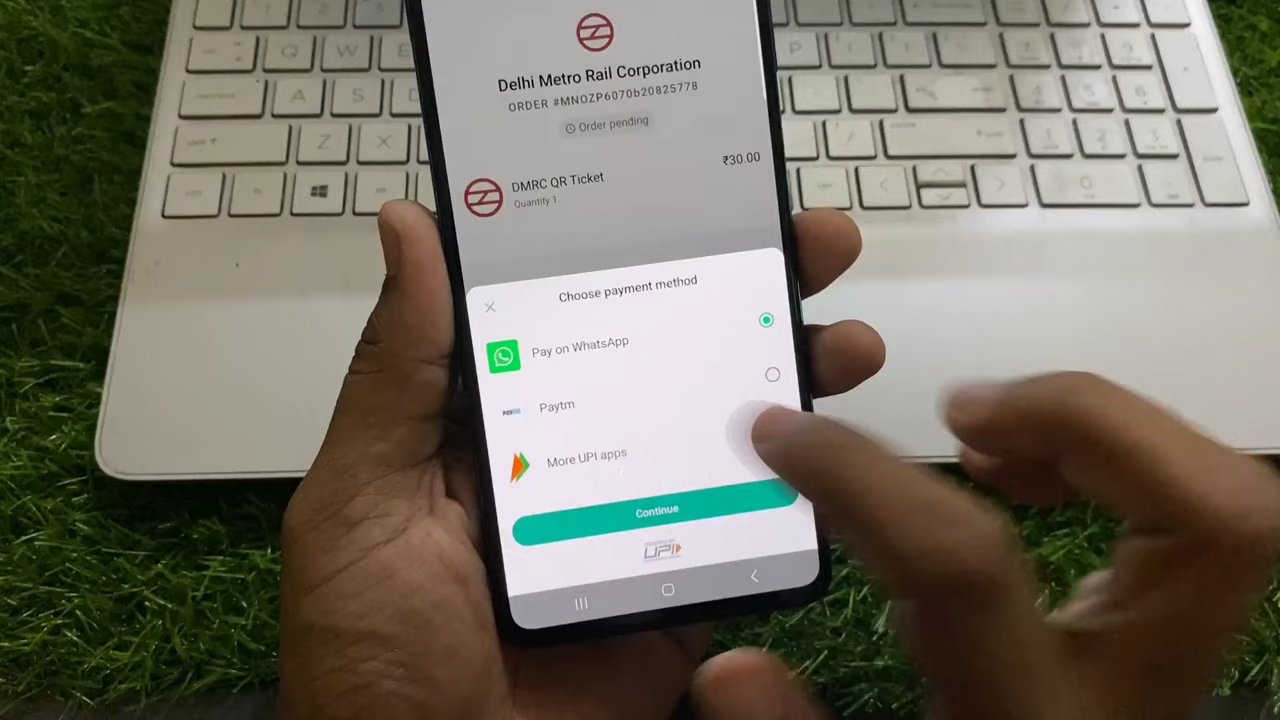 Delhi Metro Rail Corporation
ORDER #MNOZP6070b20825778
Order pending
₹30.00
DMRC QR Ticket
Quantity 1
Choose payment method
Pay on WhatsApp
Paytm
More UPI apps
Continue
UPI
Q
W
E
P
A
S
D
Z
X